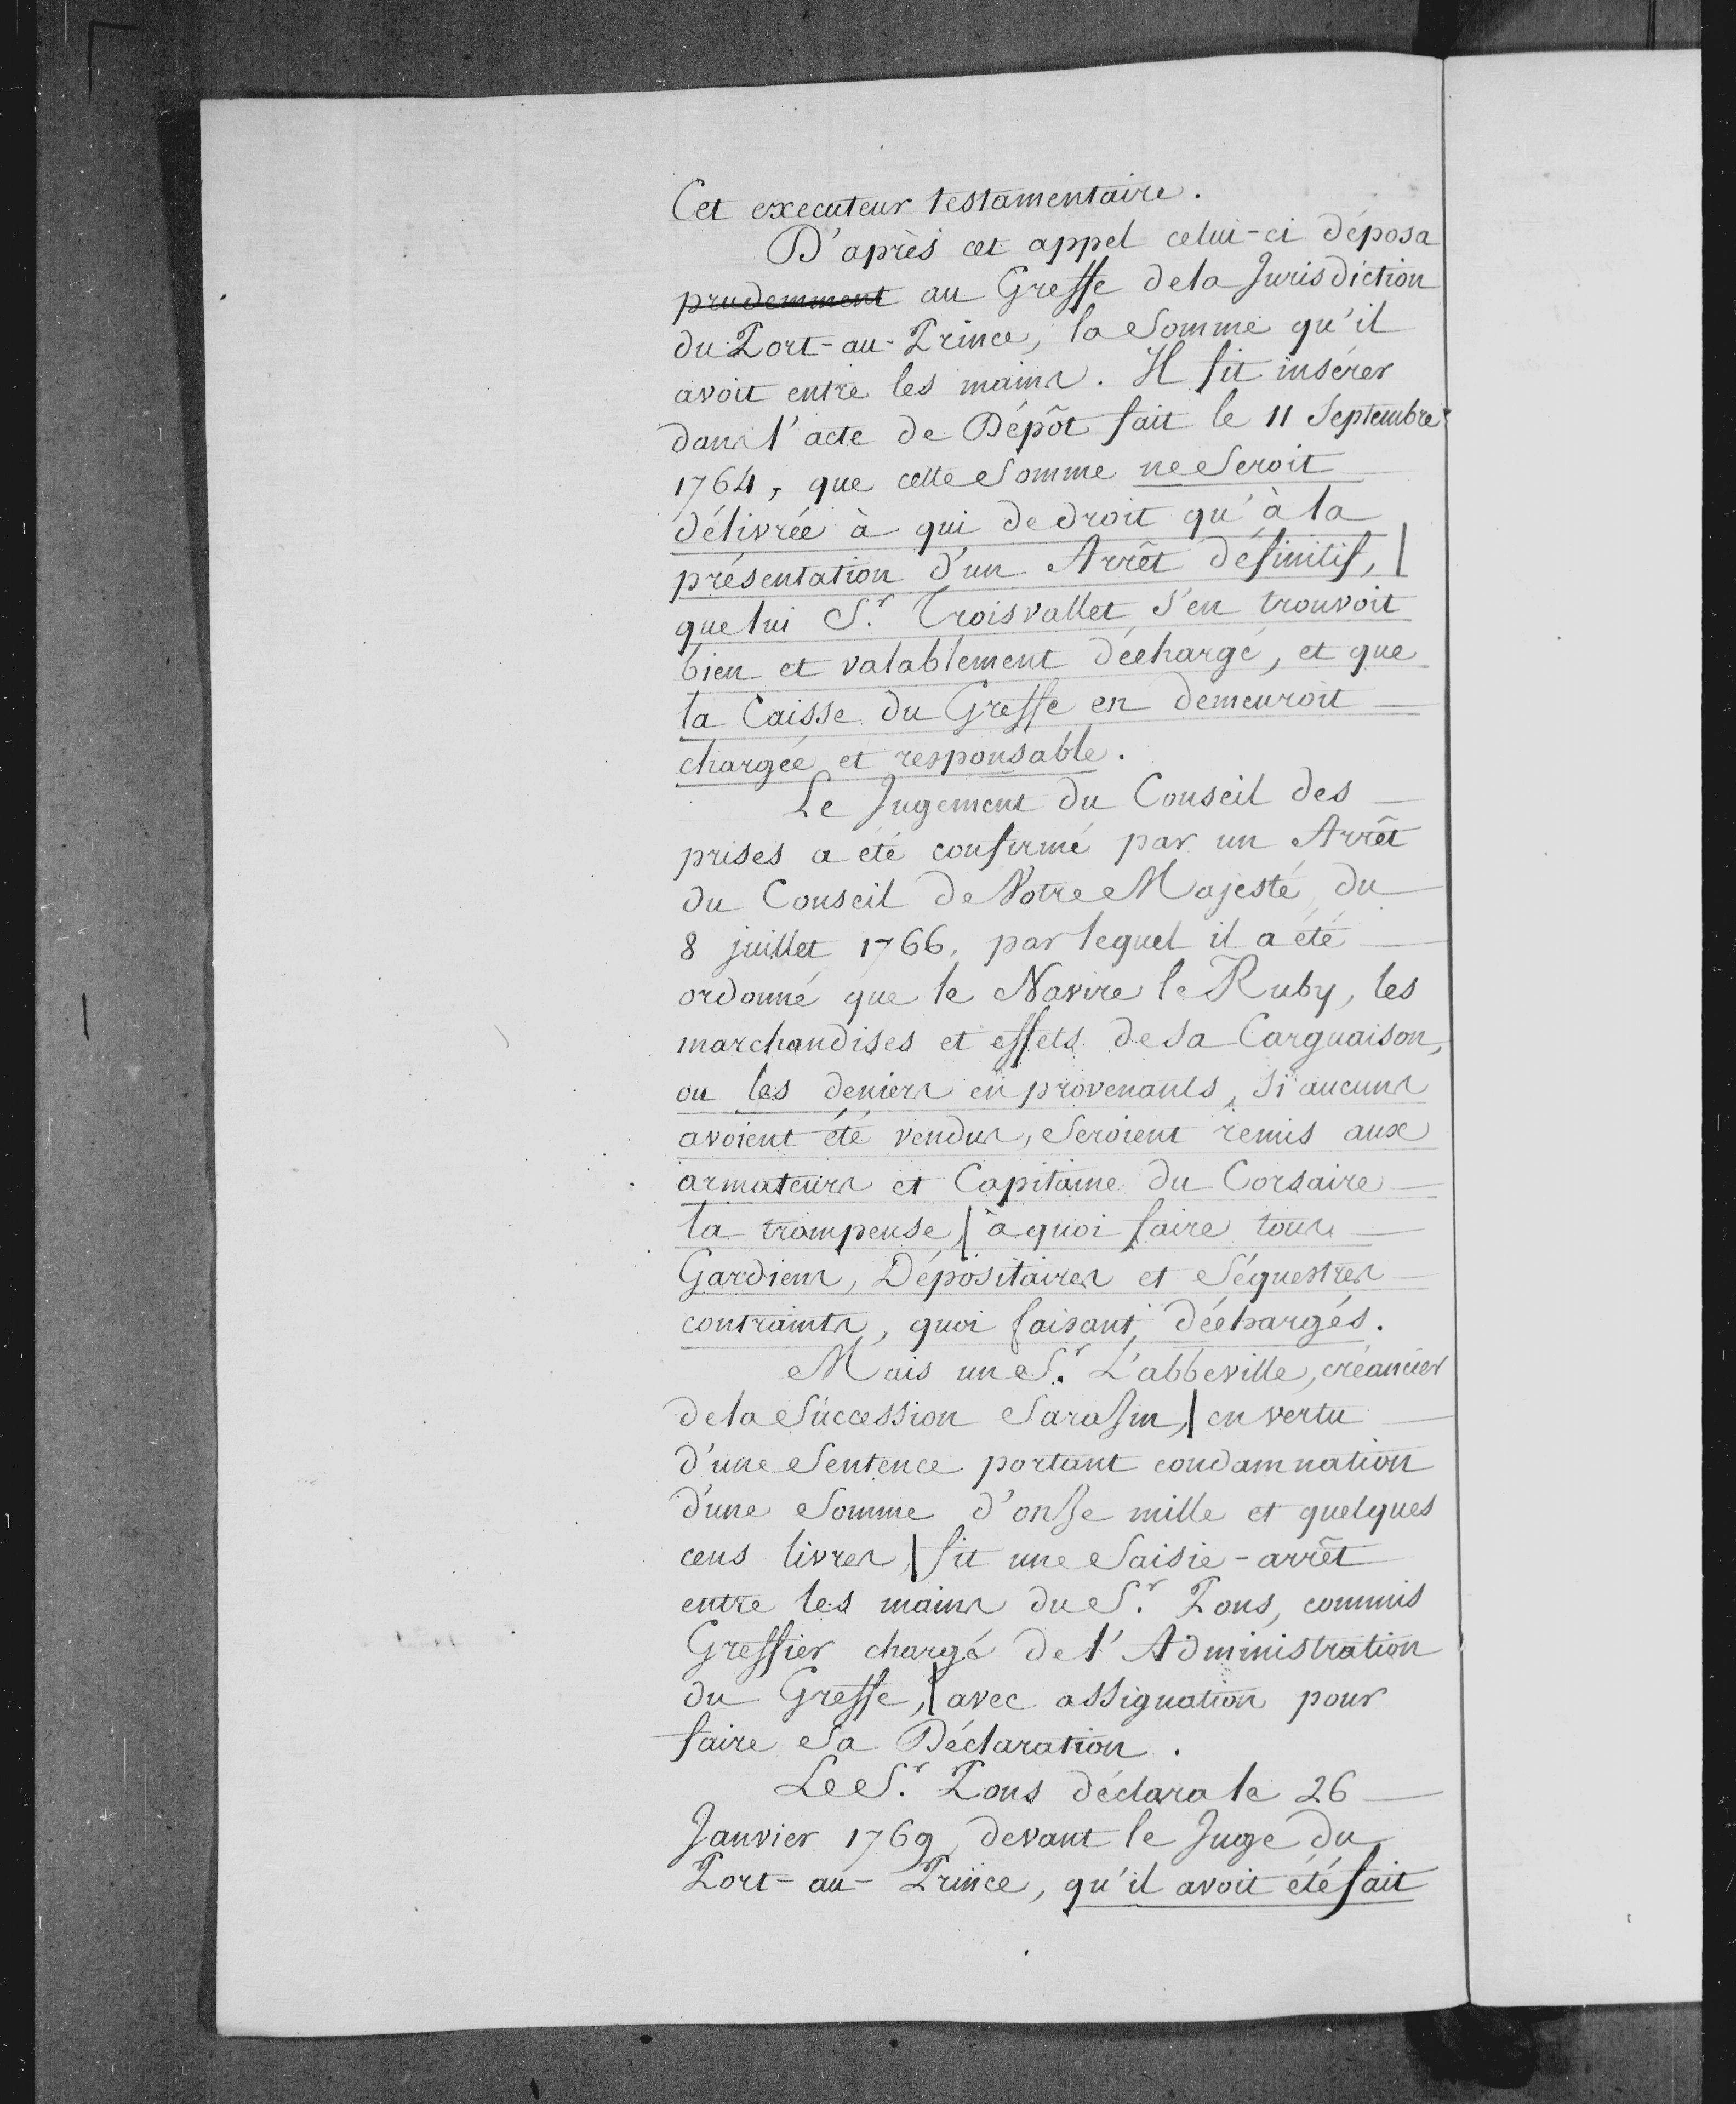 Cet executeur testamentaire.
D'après cet appel celui-ci déposa
prudemment au Greffe de la Jurisdiction
du Port-au-Prince, la Somme qu'il
avoit entre les mains. Il fit insérer
dans l'acte de Dépôt fait le 11 Septembre
1764, que cette Somme ne Seroit
délivrée à qui de droit qu'à la
présentation d'un Arrêt définitif, |
que lui Sr. Troisvallet S'en trouvoit
bien et valablement déchargé, et que
la Caisse du Greffe en demeuroit
chargée et responsable.
Le Jugement du Conseil des
prises a été confirmé par un Arrêt
du Conseil de Votre Majesté du
8 juillet 1766, par lequel il a été
ordonné que le Navire le Ruby, les
marchandises et effets de Sa Carguaison,
ou les deniers en provenants, Si aucuns
avoient été vendus, Seroient remis aux
armateurs et Capitaine du Corsaire
la trompeuse, | à quoi faire tous
Gardiens, Dépositaires et Séquestres
contraints, quoi faisant déchargés.
Mais un Sr. L'abbeville, créancier
de la Succession Sarasin, | en vertu
d'une Sentence portant condamnation
d'une Somme d'onse mille et quelques
cens livres, | fit une Saisie-arrêt
entre les mains du Sr. Pons, commis
Greffier chargé de l'Administration
du Greffe, | avec assignation pour
faire Sa Déclaration.
Le Sr. Pons déclara le 26
Janvier 1769, devant le Juge du
Port-au-Prince, qu'il avoit été fait